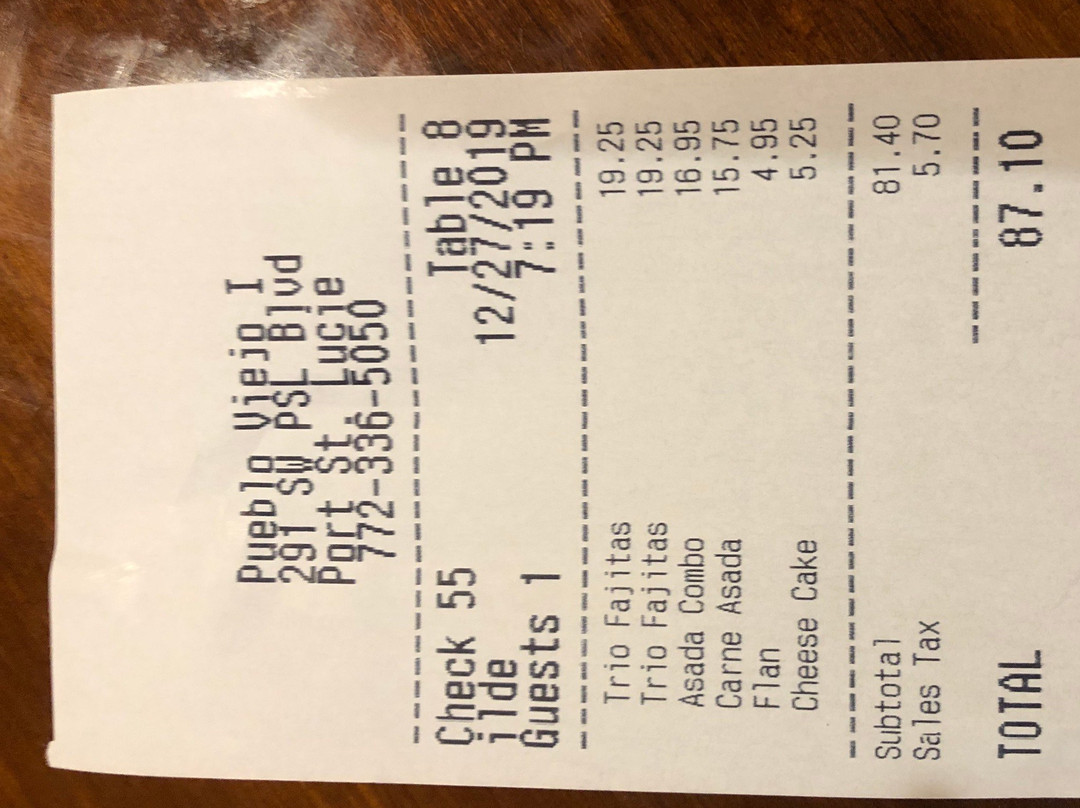 Pueblo Viejo I
291 SW PSL Blvd
Port St. Lucie
772-336-5050
Check 55 Table 8
ilde 12/27/2019
Guests 1 7:19 PM
Trio Fajitas 19.25
Trio Fajitas 19.25
Asada Combo 16.95
Carne Asada 15.75
Flan 4.95
Cheese Cake 5.25
Subtotal 81.40
Sales Tax 5.70
TOTAL 87.10